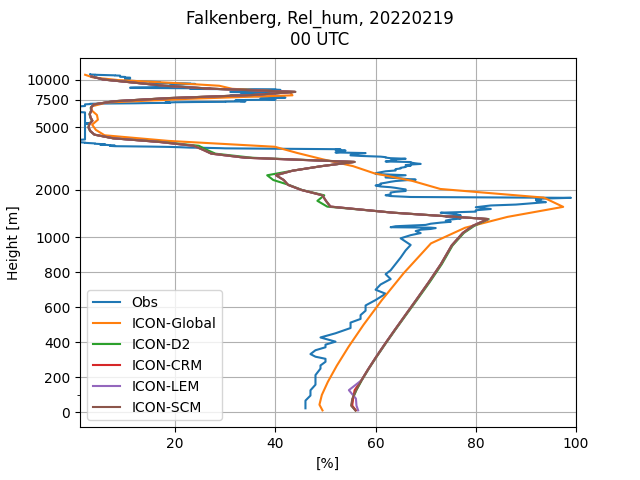 Falkenberg, Rel_hum, 20220219
00 UTC
Height [m]
10000
7500
5000
2000
1000
800
600
400
200
0
Obs
ICON-Global
ICON-D2
ICON-CRM
ICON-LEM
ICON-SCM
20
40
60
80
100
[%]